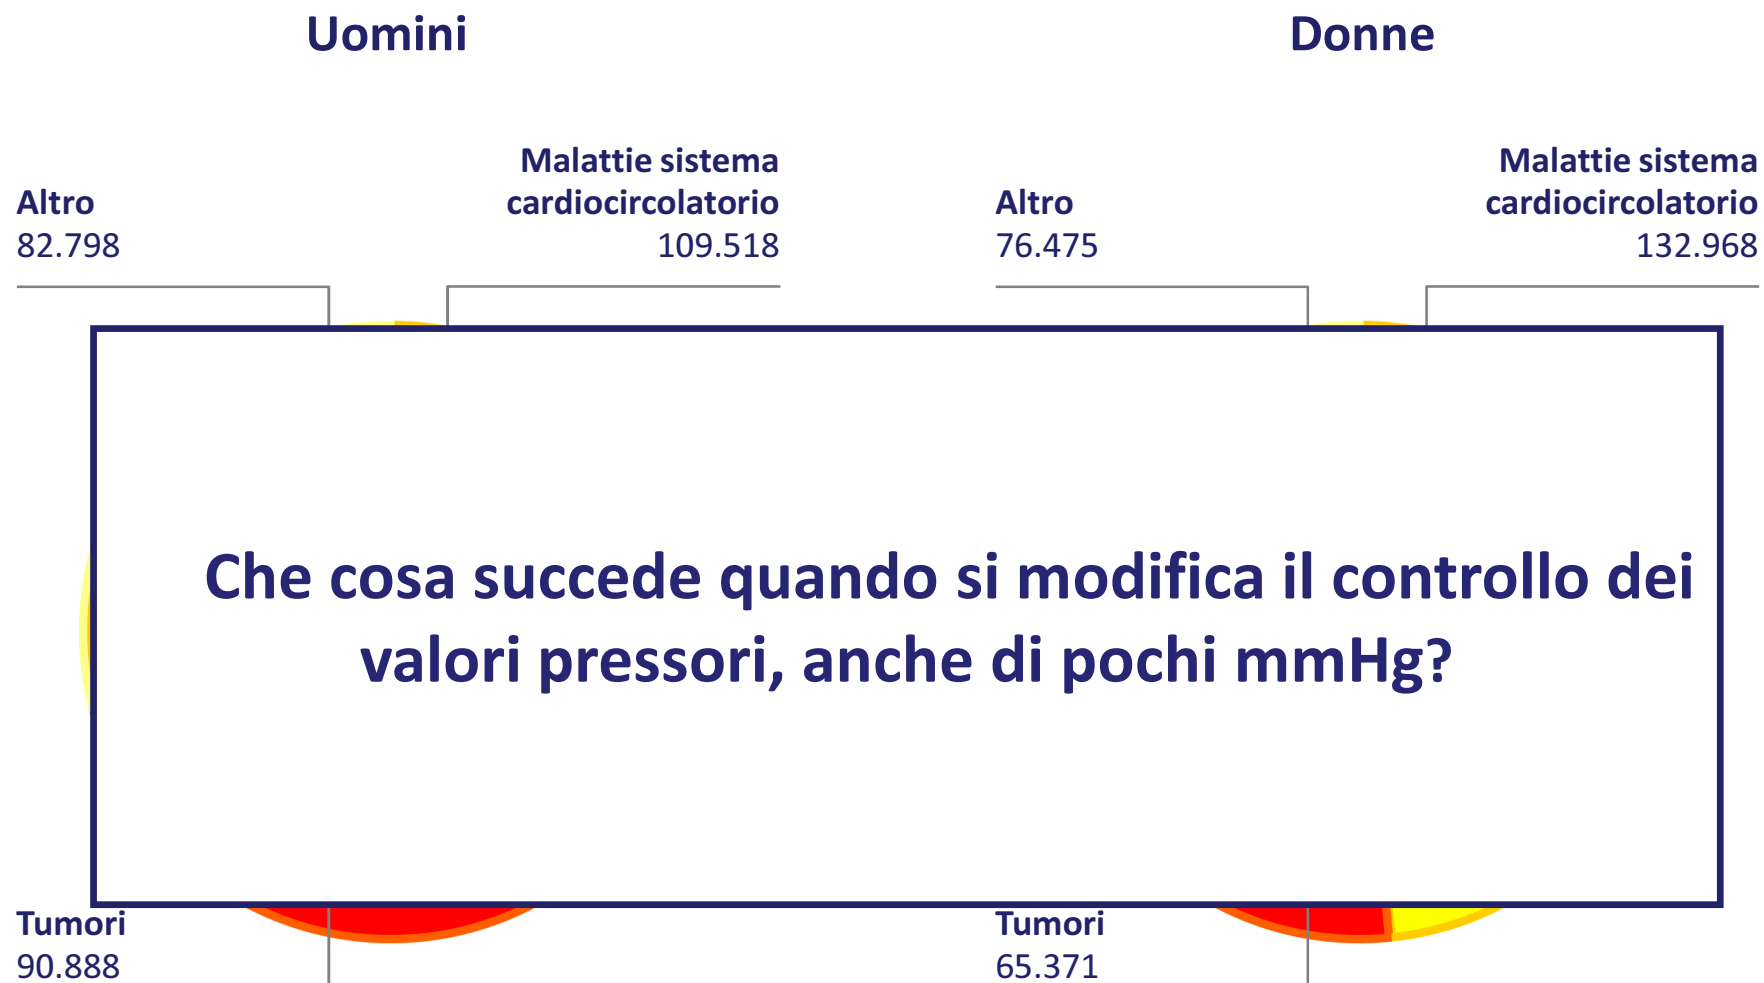 Uomini
Donne
Altro
82.798
Malattie sistema
cardiocircolatorio
109.518
Altro
76.475
Malattie sistema
cardiocircolatorio
132.968
Che cosa succede quando si modifica il controllo dei
valori pressori, anche di pochi mmHg?
Tumori
90.888
Tumori
65.371